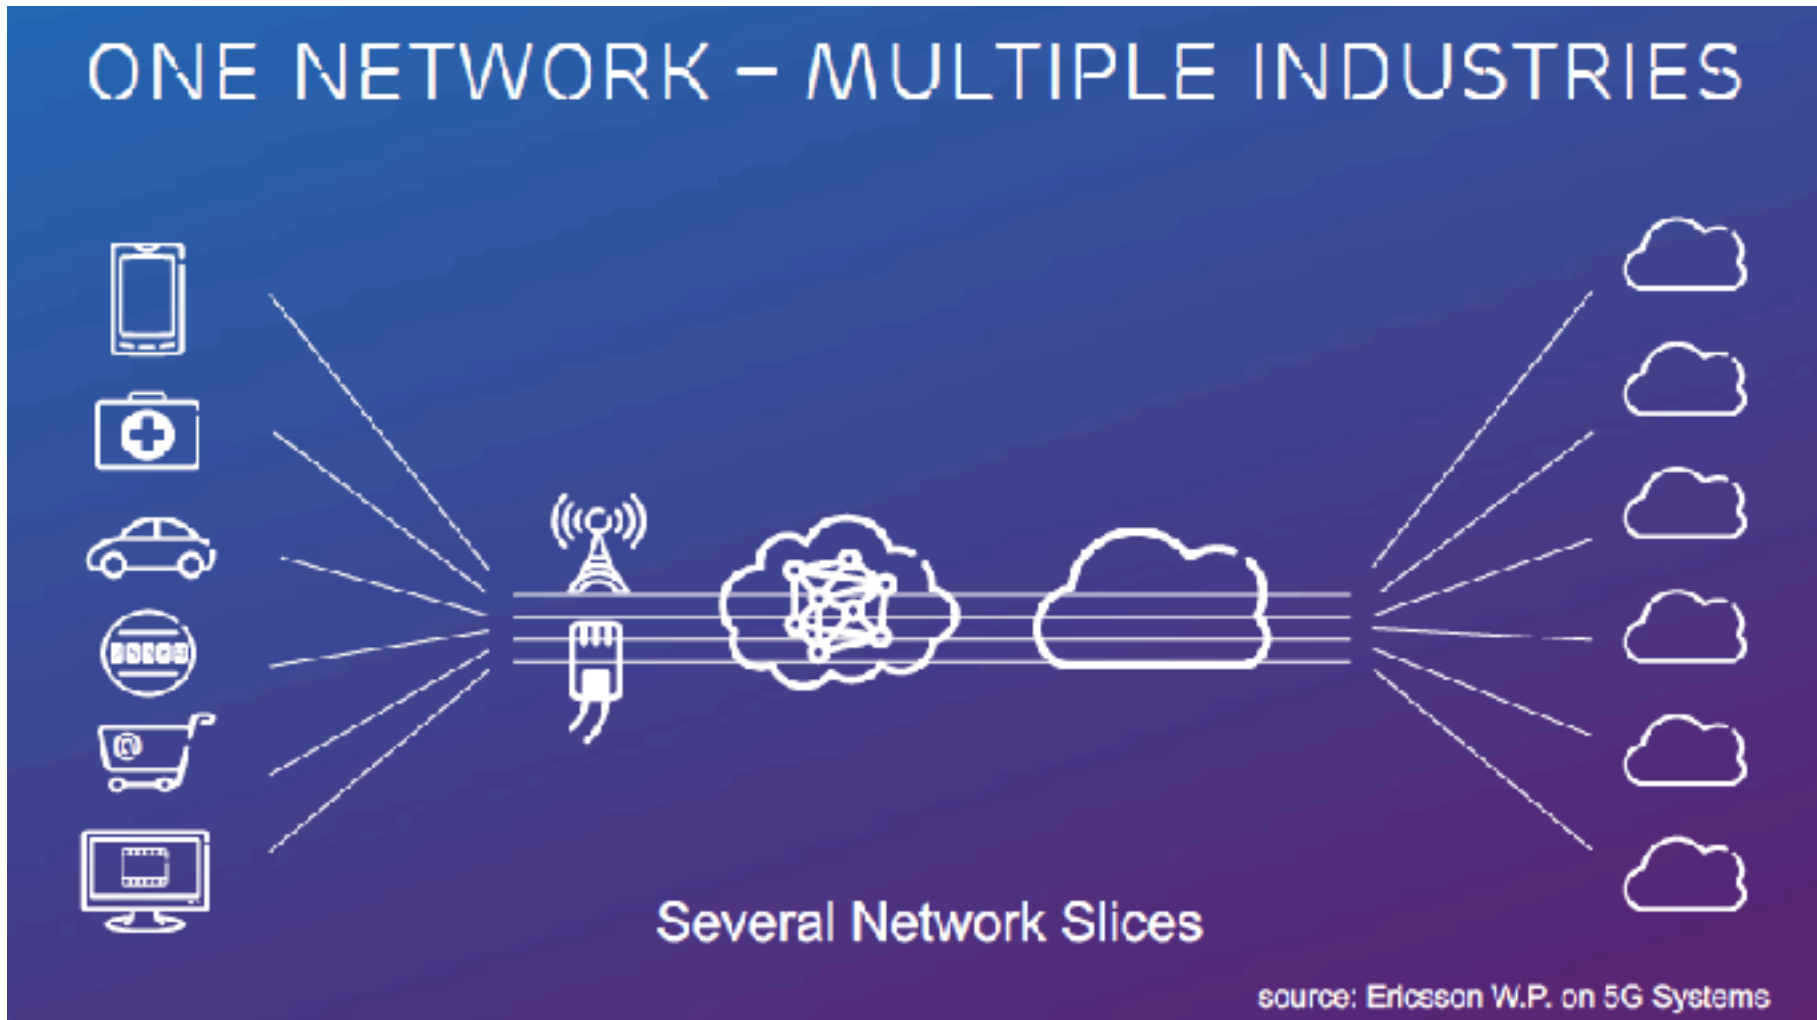 ONE NETWORK – MULTIPLE INDUSTRIES
@
Several Network Slices
source: Ericsson W.P. on 5G Systems